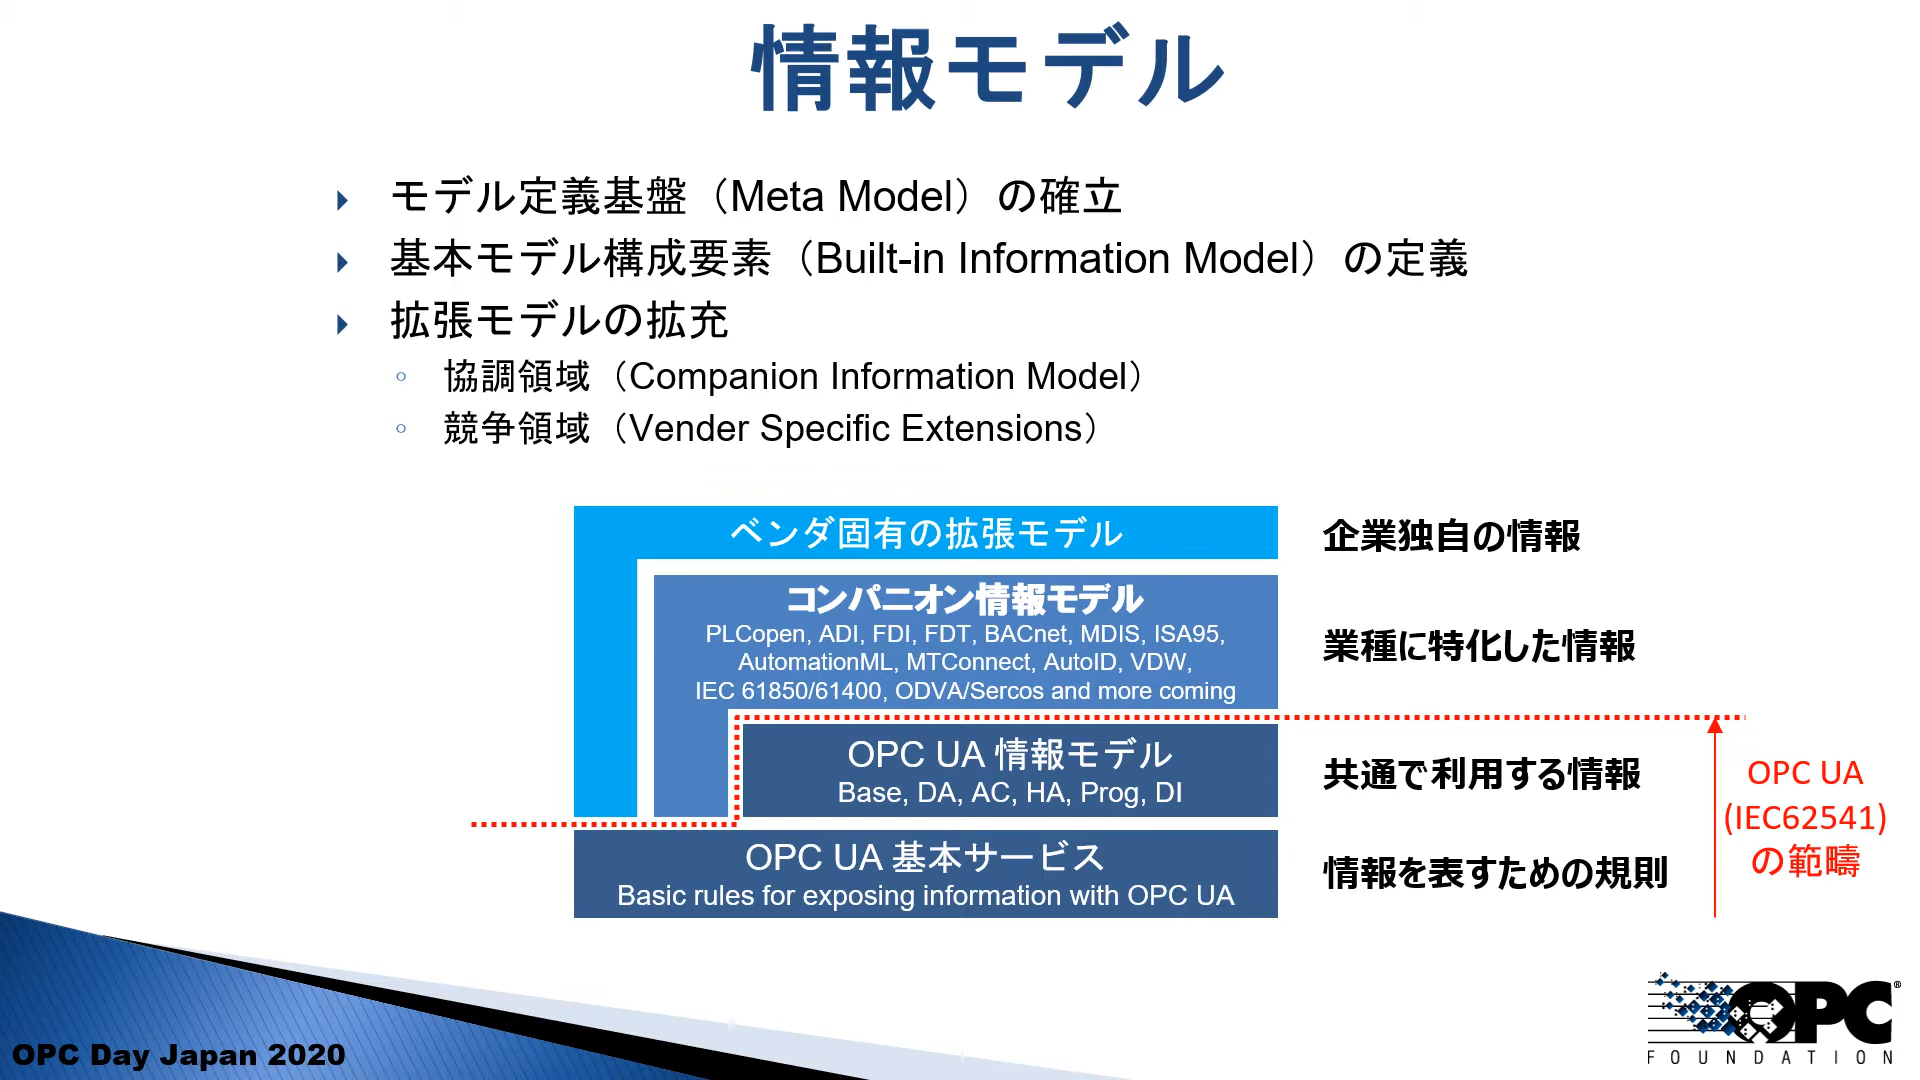 情報モデル
モデル定義基盤（Meta Model）の確立
基本モデル構成要素（Built-in Information Model）の定義
拡張モデルの拡充
協調領域（Companion Information Model）
競争領域（Vender Specific Extensions）
ベンダ固有の拡張モデル
企業独自の情報
コンパニオン情報モデル
PLCopen, ADI, FDI, FDT, BACnet, MDIS, ISA95,
AutomationML, MTConnect, AutoID, VDW,
IEC 61850/61400, ODVA/Sercos and more coming
業種に特化した情報
OPC UA 情報モデル
Base, DA, AC, HA, Prog, DI
共通で利用する情報
OPC UA
(IEC62541)
の範疇
OPC UA 基本サービス
Basic rules for exposing information with OPC UA
情報を表すための規則
OPC Day Japan 2020
OPC®
FOUNDATION